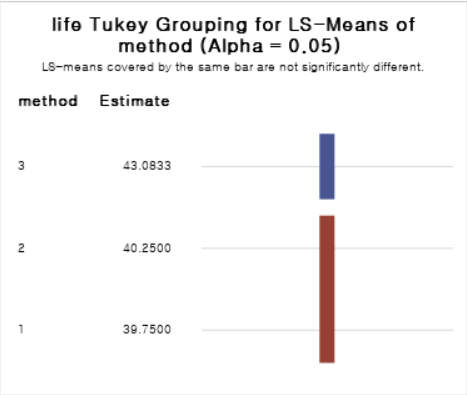 life Tukey Grouping for LS-Means of
method (Alpha = 0.05)
LS-means covered by the same bar are not significantly different.
method Estimate
3 43.0833
2 40.2500
1 39.7500